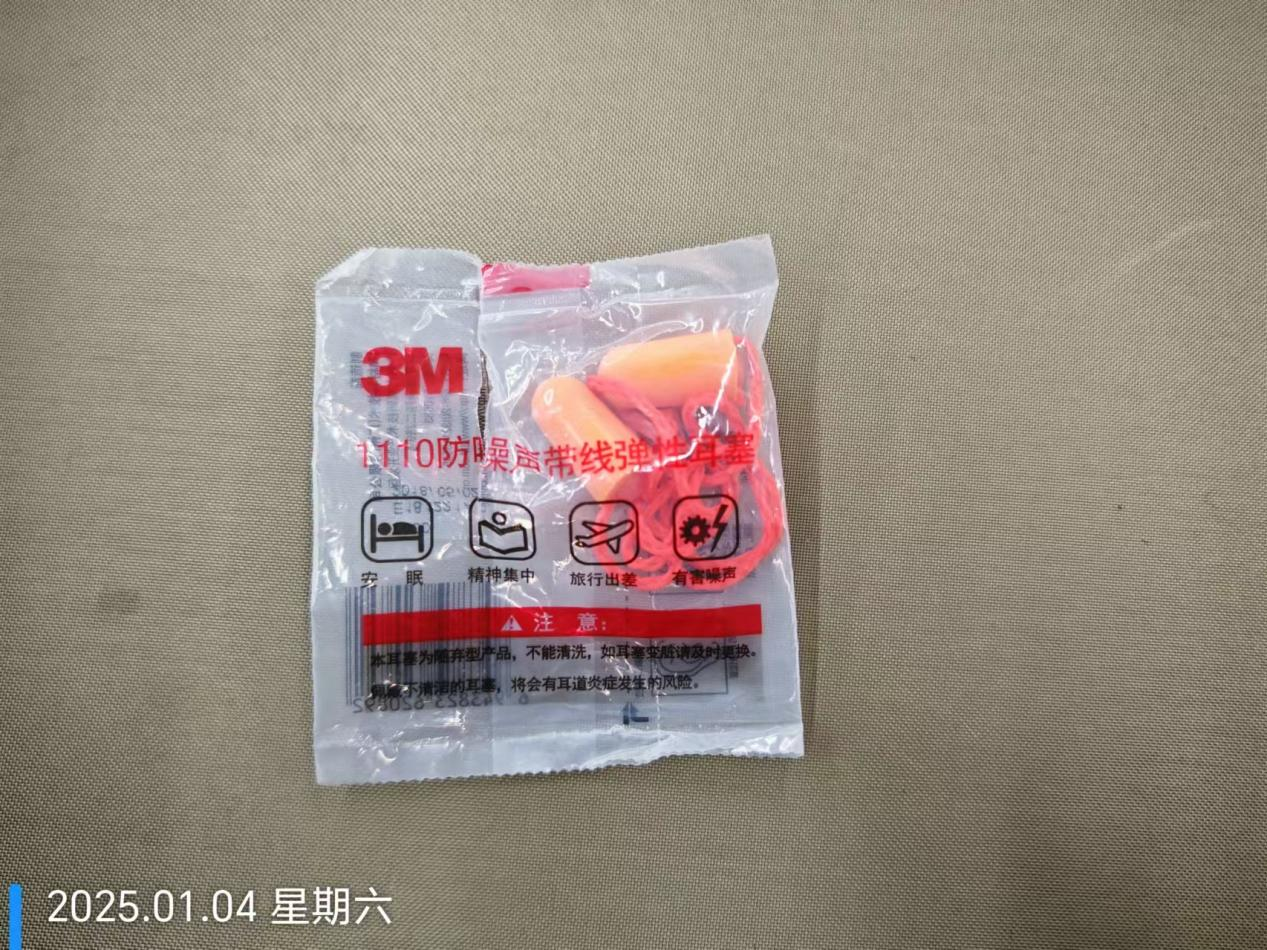 3M
1110防噪声带线弹性耳塞
安 眠
精神集中
旅行出差
有害噪声
注 意：
本耳塞为随弃型产品，不能清洗，如耳塞变脏请及时更换。
佩戴不清洁的耳塞，将会有耳道炎症发生的风险。
2025.01.04 星期六